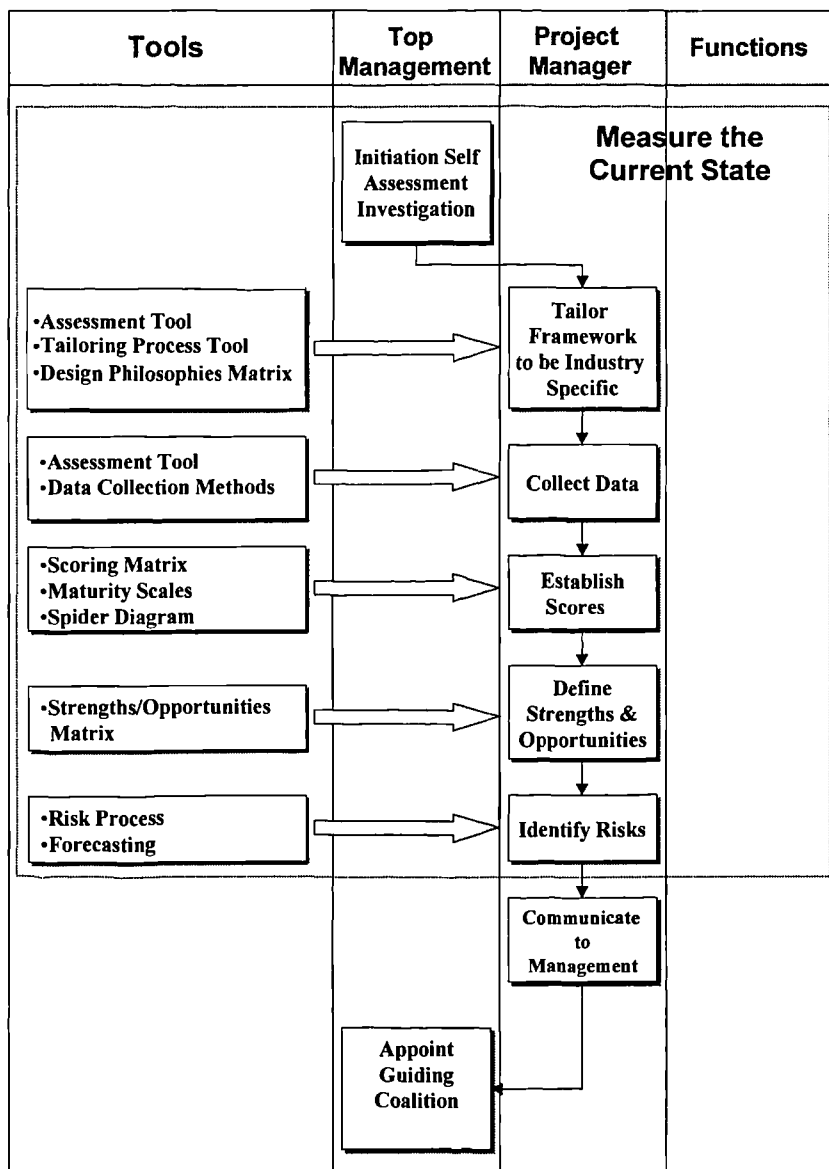 Tools
Top
Management
Project
Manager
Functions
Measure the
Current State
Initiation Self
Assessment
Investigation
•Assessment Tool
•Tailoring Process Tool
•Design Philosophies Matrix
Tailor
Framework
to be Industry
Specific
•Assessment Tool
•Data Collection Methods
Collect Data
•Scoring Matrix
•Maturity Scales
•Spider Diagram
Establish
Scores
•Strengths/Opportunities
Matrix
Define
Strengths &
Opportunities
•Risk Process
•Forecasting
Identify Risks
Communicate
to
Management
Appoint
Guiding
Coalition